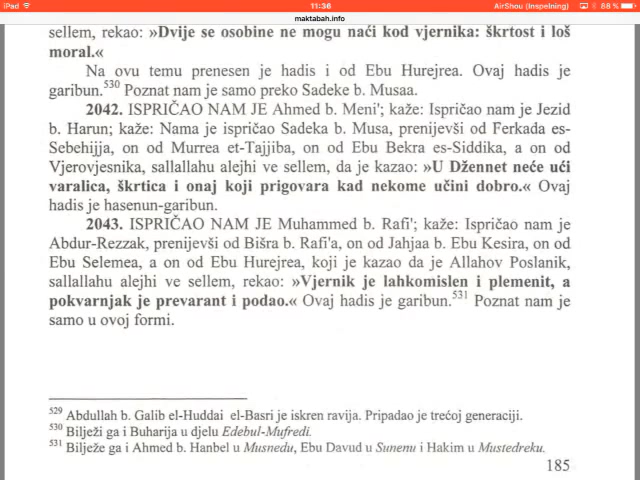 iPad
11:36
AirShou (Inspelning)
88 %
maktabah.info
sellem, rekao: »Dvije se osobine ne mogu naći kod vjernika: škrtost i loš
moral.«
Na ovu temu prenesen je hadis i od Ebu Hurejrea. Ovaj hadis je
garibun.530 Poznat nam je samo preko Sadeke b. Musaa.
2042. ISPRIČAO NAM JE Ahmed b. Meni'; kaže: Ispričao nam je Jezid
b. Harun; kaže: Nama je ispričao Sadeka b. Musa, prenijevši od Ferkada es-
Sebehijja, on od Murrea et-Tajjiba, on od Ebu Bekra es-Siddika, a on od
Vjerovjesnika, sallallahu alejhi ve sellem, da je kazao: »U Džennet neće ući
varalica, škrtica i onaj koji prigovara kad nekome učini dobro.« Ovaj
hadis je hasenun-garibun.
2043. ISPRIČAO NAM JE Muhammed b. Rafi'; kaže: Ispričao nam je
Abdur-Rezzak, prenijevši od Bišra b. Rafi'a, on od Jahjaa b. Ebu Kesira, on od
Ebu Selemea, a on od Ebu Hurejrea, koji je kazao da je Allahov Poslanik,
sallallahu alejhi ve sellem, rekao: »Vjernik je lahkomislen i plemenit, a
pokvarnjak je prevarant i podao.« Ovaj hadis je garibun.531 Poznat nam je
samo u ovoj formi.
529 Abdullah b. Galib el-Huddai el-Basri je iskren ravija. Pripadao je trećoj generaciji.
530 Bilježi ga i Buharija u djelu Edebul-Mufredi.
531 Bilježe ga i Ahmed b. Hanbel u Musnedu, Ebu Davud u Sunenu i Hakim u Mustedreku.
185